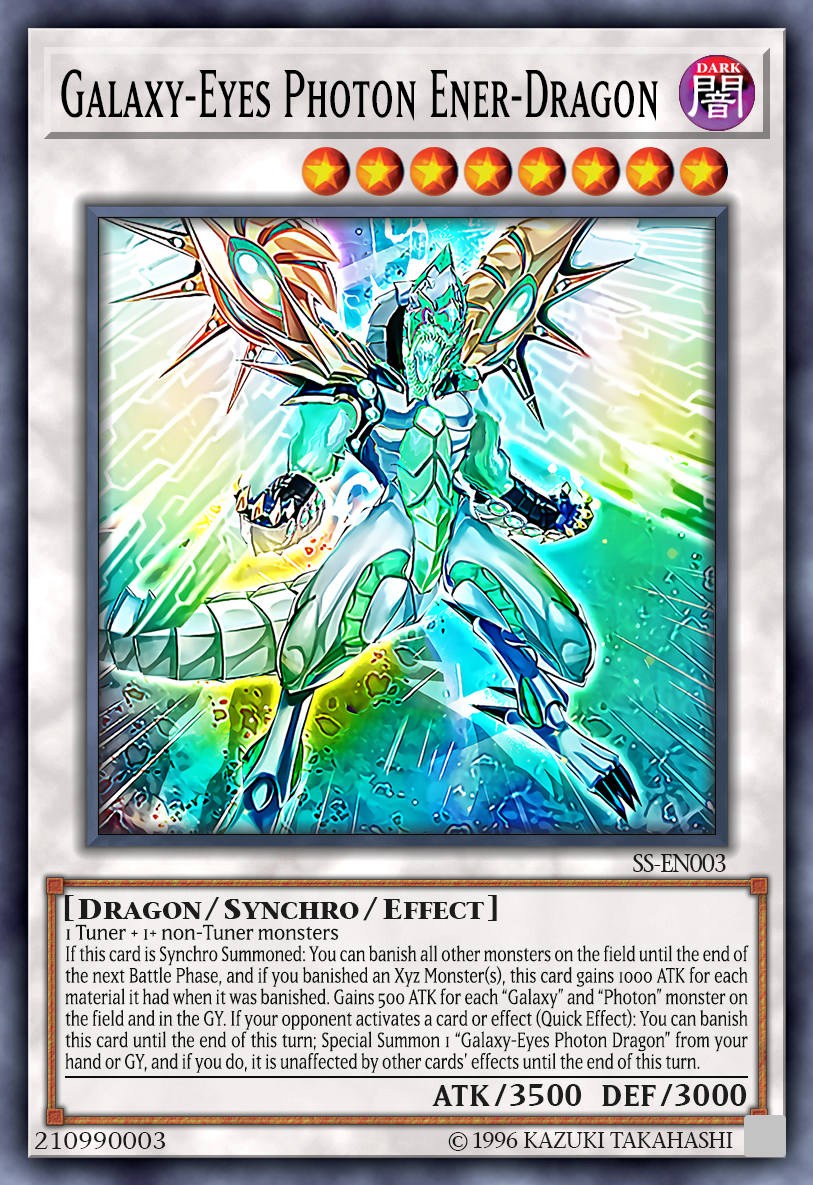 Galaxy-Eyes Photon Ener-Dragon
DARK
闇
SS-EN003
[Dragon/Synchro/Effect]
1 Tuner + 1+ non-Tuner monsters
If this card is Synchro Summoned: You can banish all other monsters on the field until the end of
the next Battle Phase, and if you banished an Xyz Monster(s), this card gains 1000 ATK for each
material it had when it was banished. Gains 500 ATK for each “Galaxy” and “Photon” monster on
the field and in the GY. If your opponent activates a card or effect (Quick Effect): You can banish
this card until the end of this turn; Special Summon 1 “Galaxy-Eyes Photon Dragon” from your
hand or GY, and if you do, it is unaffected by other cards' effects until the end of this turn.
ATK/3500 DEF/3000
210990003
© 1996 KAZUKI TAKAHASHI